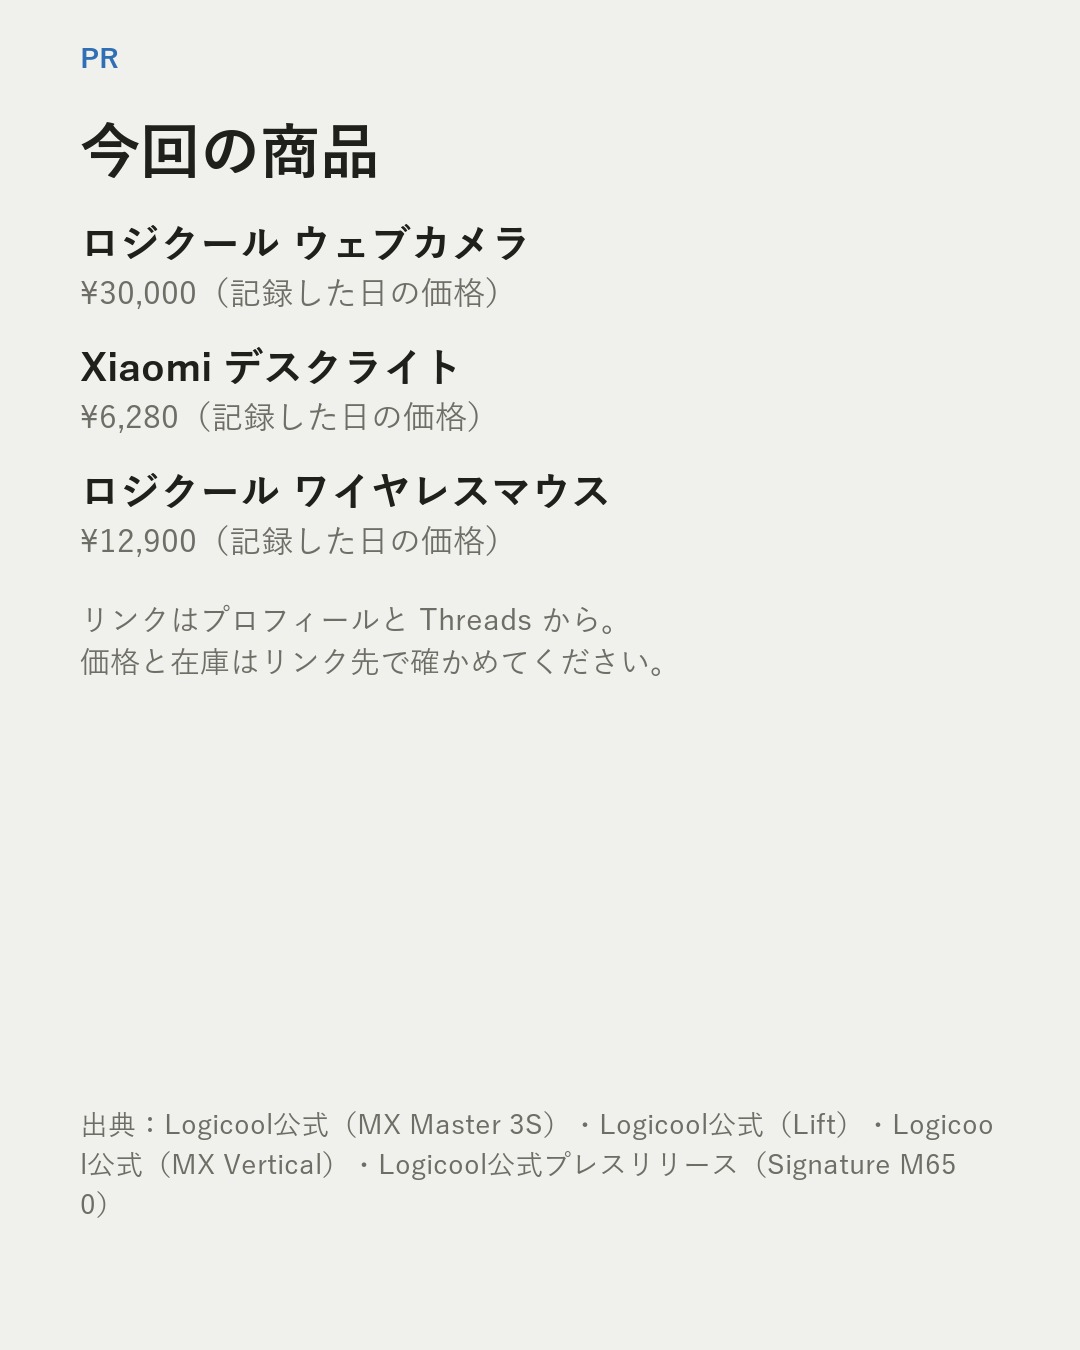 PR
今回の商品
ロジクール ウェブカメラ
¥30,000（記録した日の価格）
Xiaomi デスクライト
¥6,280（記録した日の価格）
ロジクール ワイヤレスマウス
¥12,900（記録した日の価格）
リンクはプロフィールと Threads から。
価格と在庫はリンク先で確かめてください。
出典：Logicool公式（MX Master 3S）・Logicool公式（Lift）・Logicoo
l公式（MX Vertical）・Logicool公式プレスリリース（Signature M65
0）